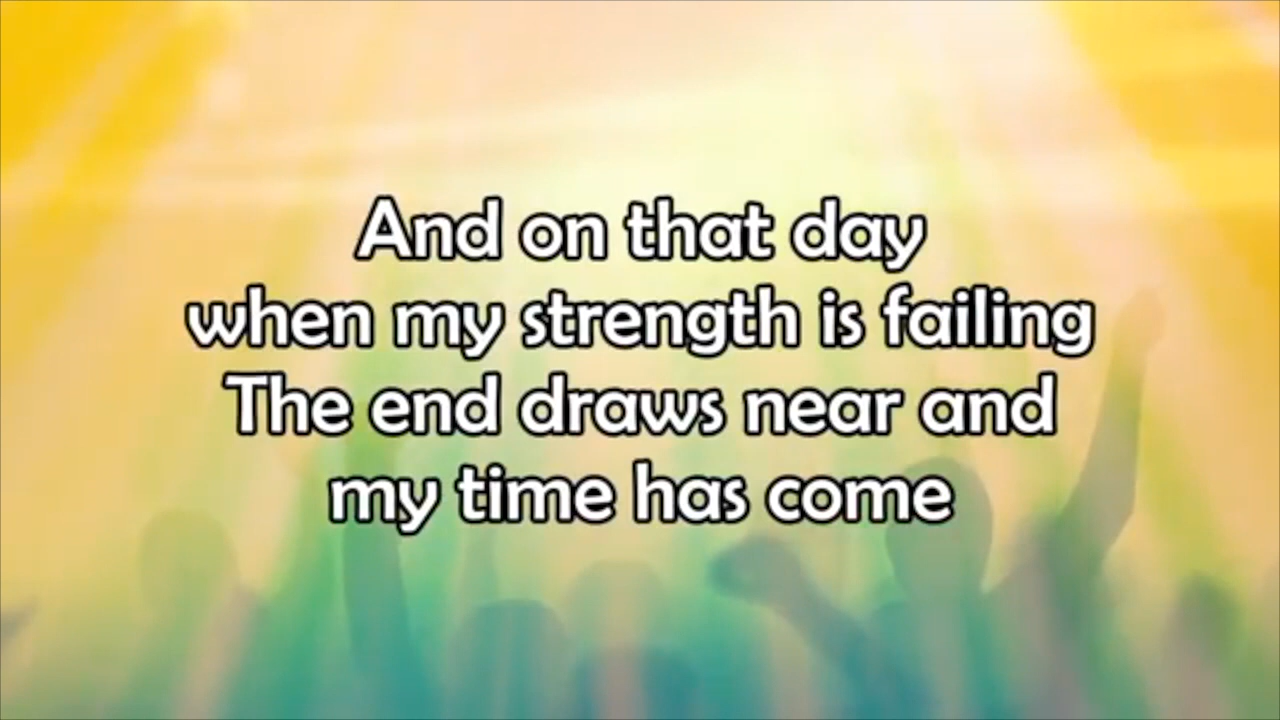 And on that day
when my strength is failing
The end draws near and
my time has come